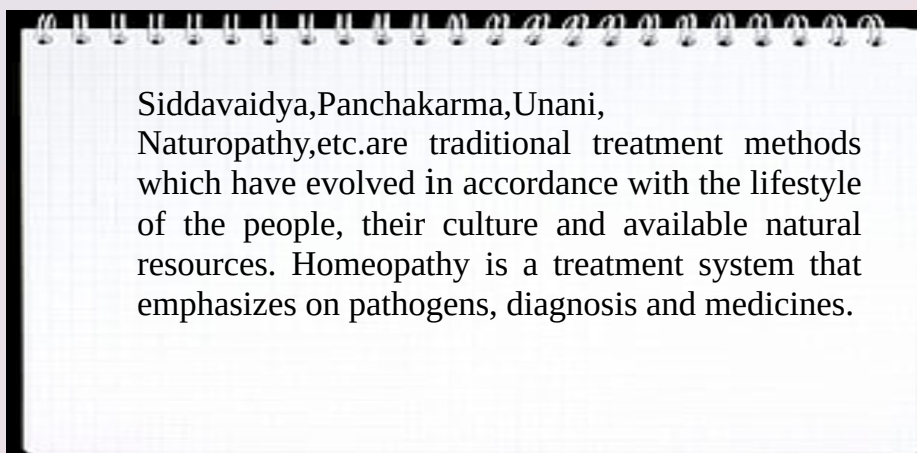 Siddavaidya,Panchakarma,Unani,
Naturopathy,etc.are traditional treatment methods
which have evolved in accordance with the lifestyle
of the people, their culture and available natural
resources. Homeopathy is a treatment system that
emphasizes on pathogens, diagnosis and medicines.